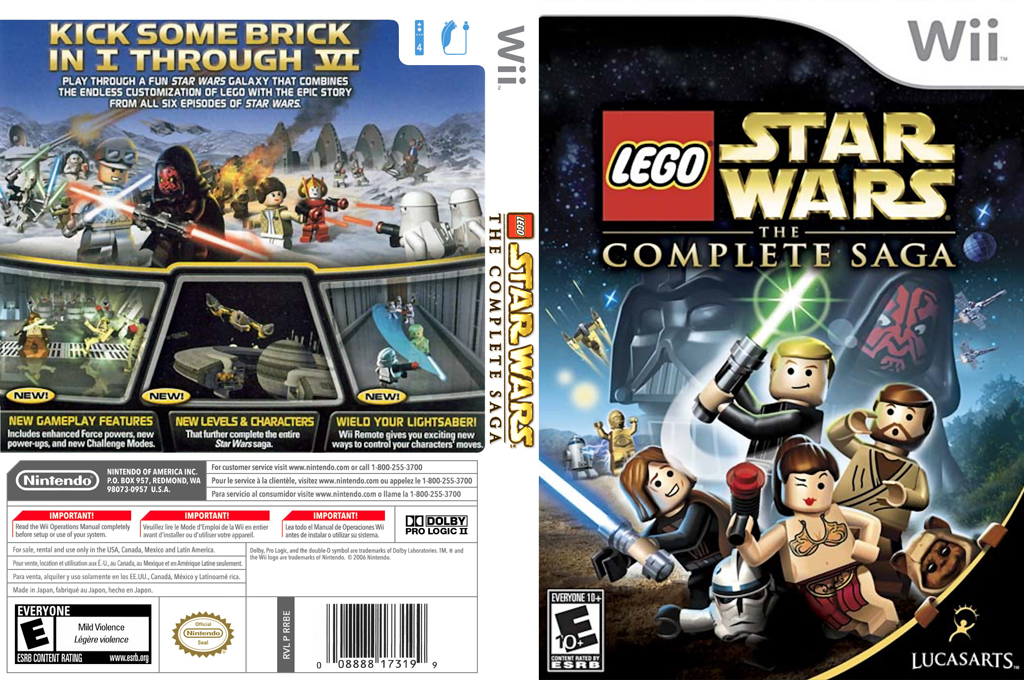 KICK SOME BRICK
IN I THROUGH VI
PLAY THROUGH A FUN STAR WARS GALAXY THAT COMBINES
THE ENDLESS CUSTOMIZATION OF LEGO WITH THE EPIC STORY
FROM ALL SIX EPISODES OF STAR WARS.
4
NEW!
NEW!
NEW!
NEW GAMEPLAY FEATURES
Includes enhanced Force powers, new
power-ups, and new Challenge Modes.
NEW LEVELS & CHARACTERS
That further complete the entire
Star Wars saga.
WIELD YOUR LIGHTSABER!
Wii Remote gives you exciting new
ways to control your characters' moves.
Nintendo
NINTENDO OF AMERICA INC.
P.O. BOX 957, REDMOND, WA
98073-0957 U.S.A.
For customer service visit www.nintendo.com or call 1-800-255-3700
Pour le service à la clientèle, visitez www.nintendo.com ou appelez le 1-800-255-3700
Para servicio al consumidor visite www.nintendo.com o llame la 1-800-255-3700
IMPORTANT!
Read the Wii Operations Manual completely
before setup or use of your system.
IMPORTANT!
Veuillez lire le Mode d'Emploi de la Wii en entier
avant d'installer ou d'utiliser votre appareil.
IMPORTANT!
Lea todo el Manual de Operaciones Wii
antes de instalar o utilizar su sistema.
DOLBY
PRO LOGIC II
For sale, rental and use only in the USA, Canada, Mexico and Latin America.
Pour vente, location et utilisation aux É.-U., au Canada, au Mexique et en Amérique Latine seulement.
Para venta, alquiler y uso solamente en los EE.UU., Canadá, México y Latinoamé rica.
Made in Japan, fabriqué au Japon, hecho en Japon.
Dolby, Pro Logic, and the double-D symbol are trademarks of Dolby Laboratories. TM, ® and
the Wii logo are trademarks of Nintendo. © 2006 Nintendo.
EVERYONE
E
Mild Violence
Légère violence
ESRB CONTENT RATING www.esrb.org
Official
Nintendo
Seal
RVL P RRBE
0 08888 17319 9
Wii™
LEGO
STAR WARS
THE COMPLETE SAGA
Wii™
LEGO
STAR
WARS
THE
COMPLETE SAGA
EVERYONE 10+
E
10+
CONTENT RATED BY
ESRB
LUCASARTS™